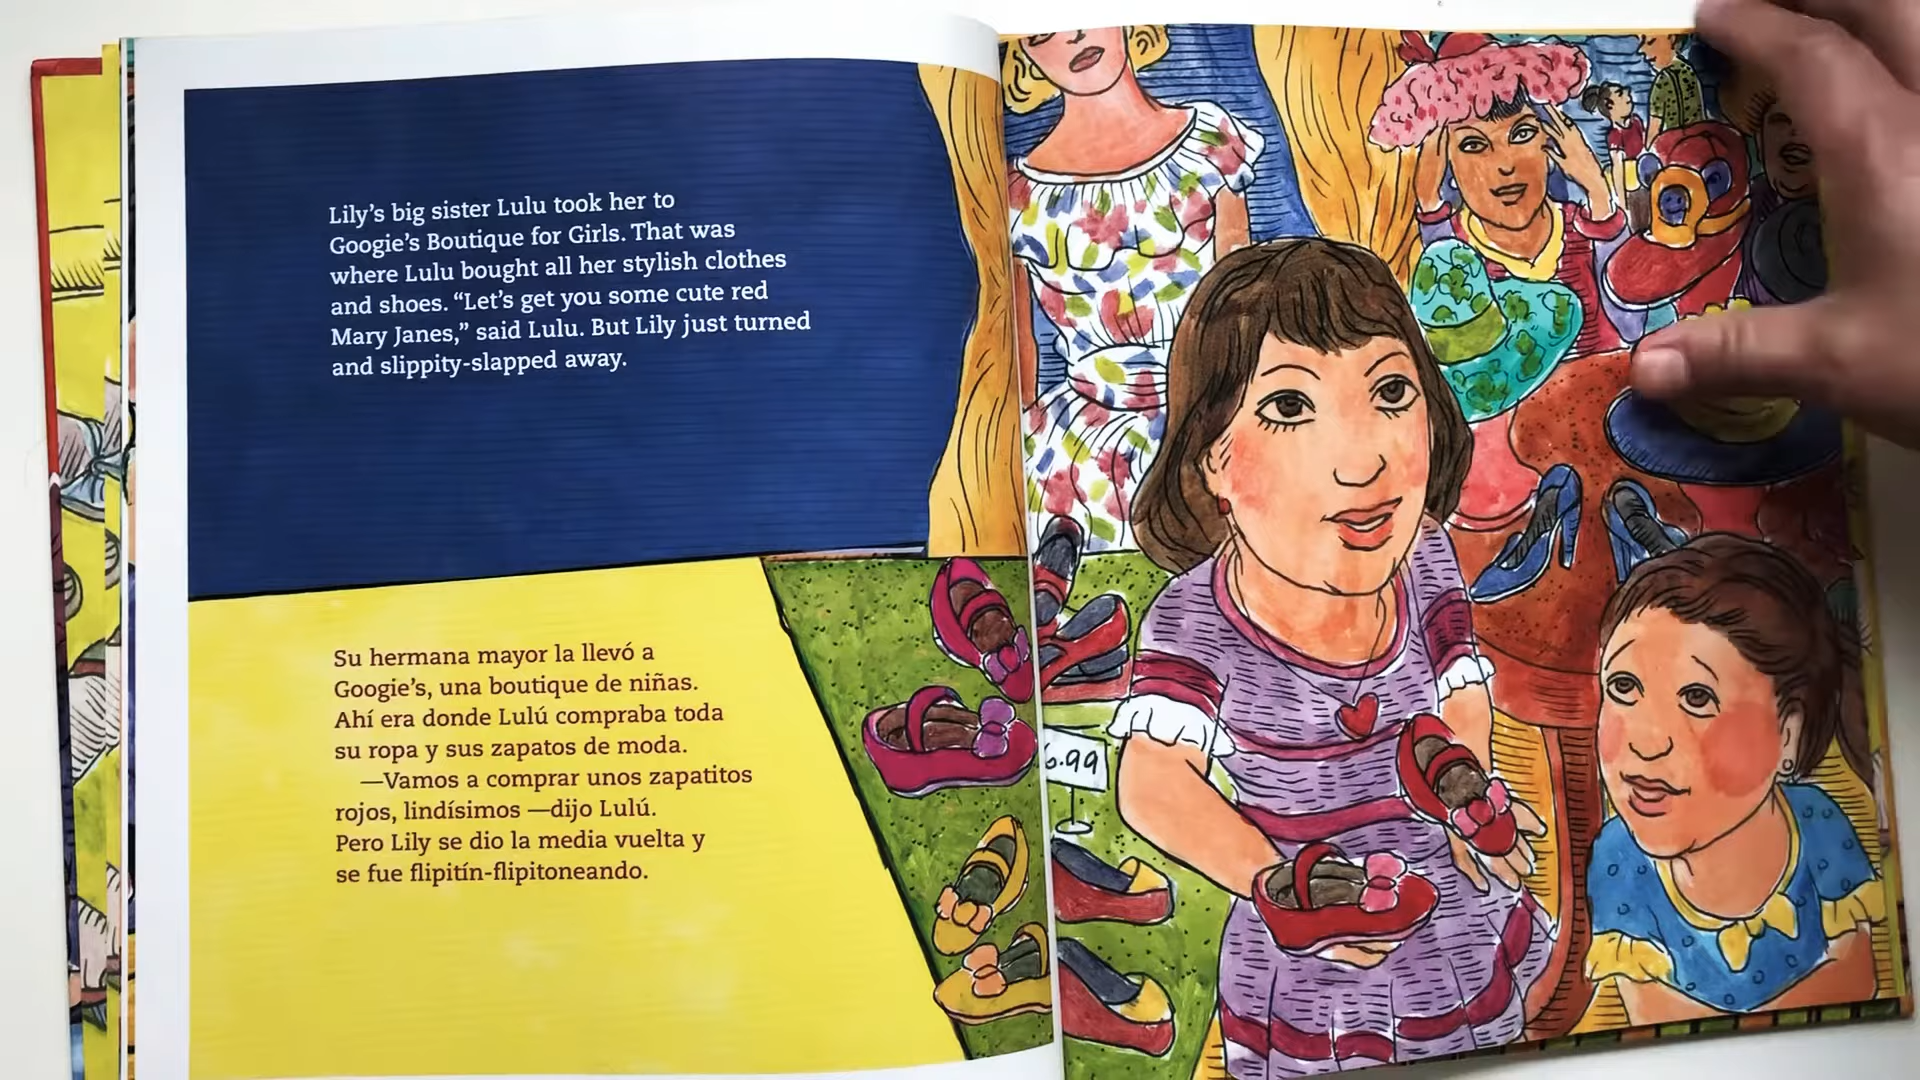 Lily's big sister Lulu took her to
Googie's Boutique for Girls. That was
where Lulu bought all her stylish clothes
and shoes. “Let's get you some cute red
Mary Janes,” said Lulu. But Lily just turned
and slippity-slapped away.
Su hermana mayor la llevó a
Googie's, una boutique de niñas.
Ahí era donde Lulú compraba toda
su ropa y sus zapatos de moda.
—Vamos a comprar unos zapatitos
rojos, lindísimos —dijo Lulú.
Pero Lily se dio la media vuelta y
se fue flipitín-flipitoneando.
6.99